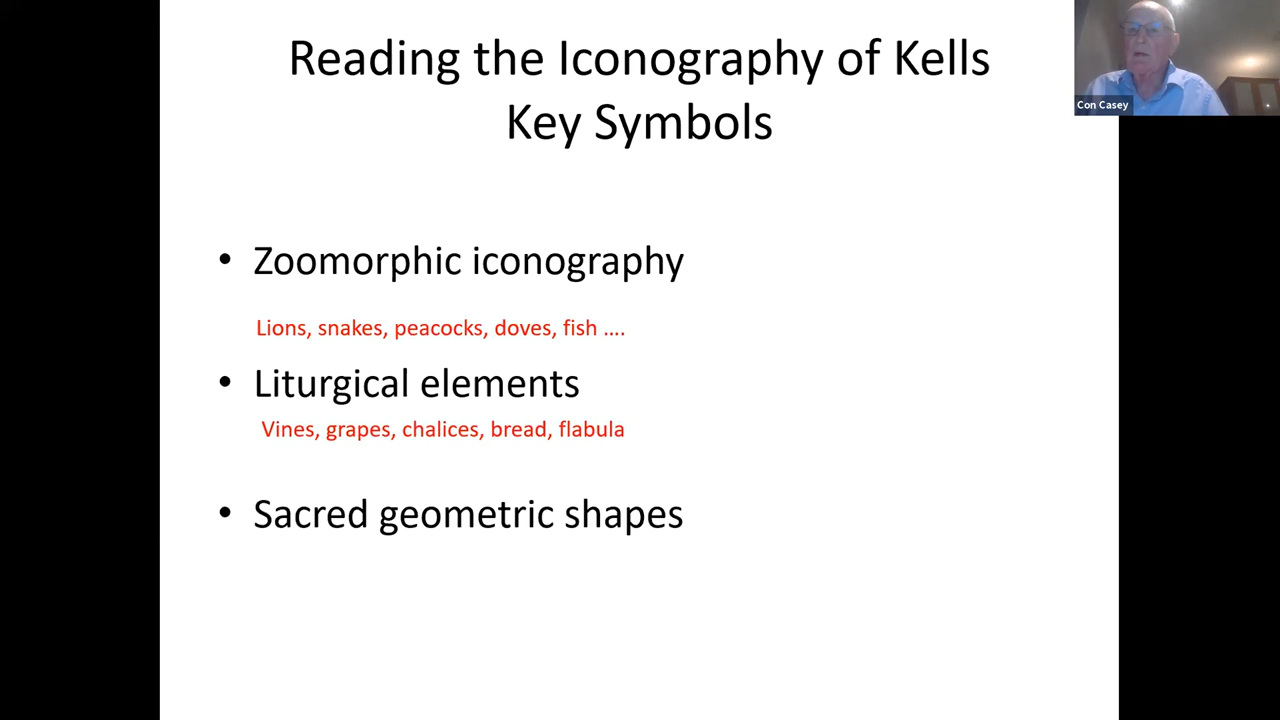 Reading the Iconography of Kells
Key Symbols
Con Casey
• Zoomorphic iconography
Lions, snakes, peacocks, doves, fish ....
• Liturgical elements
Vines, grapes, chalices, bread, flabula
• Sacred geometric shapes